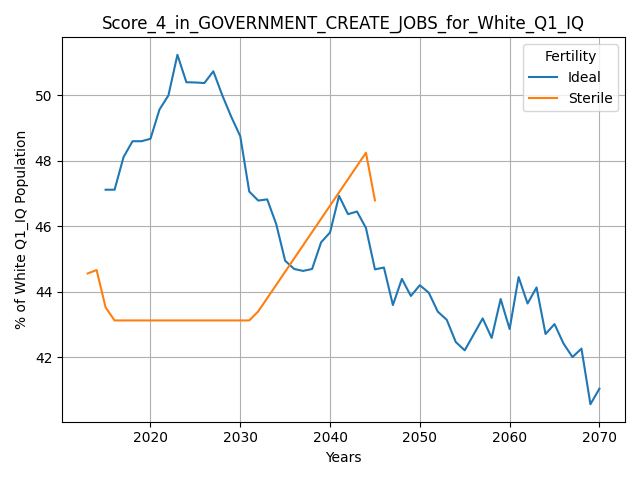 Score_4_in_GOVERNMENT_CREATE_JOBS_for_White_Q1_IQ
Fertility
Ideal
Sterile
% of White Q1_IQ Population
50
48
46
44
42
2020 2030 2040 2050 2060 2070
Years